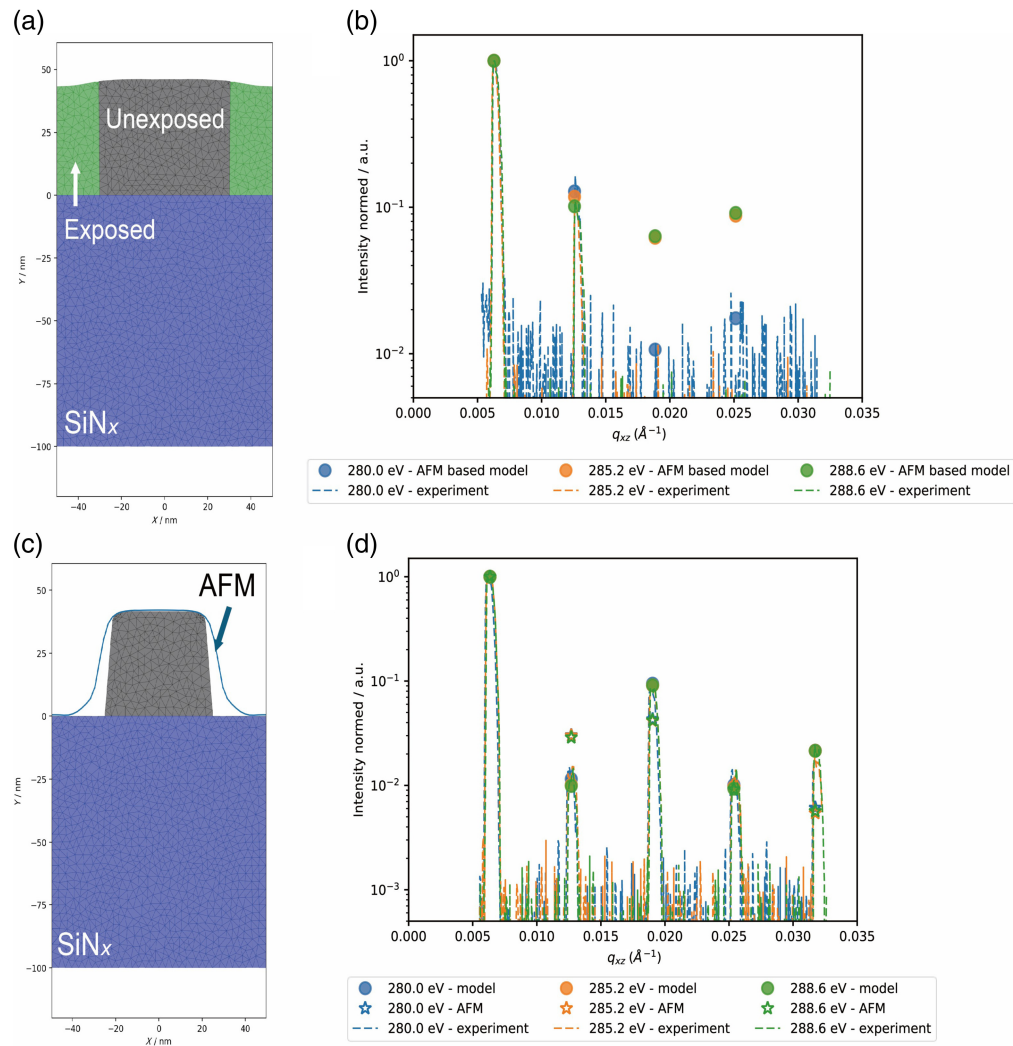 (a)
50
25
0
−25
−50
−75
−100
Y / nm
Unexposed
Exposed
SiNx
−40 −20 0 20 40
X / nm
(b)
10⁰
10⁻¹
10⁻²
Intensity normed / a.u.
0.000 0.005 0.010 0.015 0.020 0.025 0.030 0.035
qxz (Å⁻¹)
280.0 eV - AFM based model 285.2 eV - AFM based model 288.6 eV - AFM based model
280.0 eV - experiment 285.2 eV - experiment 288.6 eV - experiment
(c)
50
25
0
−25
−50
−75
−100
Y / nm
AFM
SiNx
−40 −20 0 20 40
X / nm
(d)
10⁰
10⁻¹
10⁻²
10⁻³
Intensity normed / a.u.
0.000 0.005 0.010 0.015 0.020 0.025 0.030 0.035
qxz (Å⁻¹)
280.0 eV - model 285.2 eV - model 288.6 eV - model
280.0 eV - AFM 285.2 eV - AFM 288.6 eV - AFM
280.0 eV - experiment 285.2 eV - experiment 288.6 eV - experiment